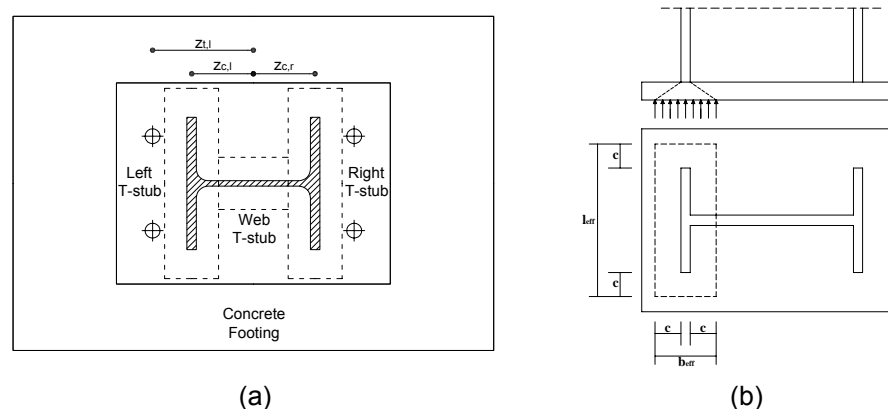 Zt,l
Zc,l
Zc,r
Left
T-stub
Right
T-stub
Web
T-stub
Concrete
Footing
(a)
c
leff
c
c
c
beff
(b)